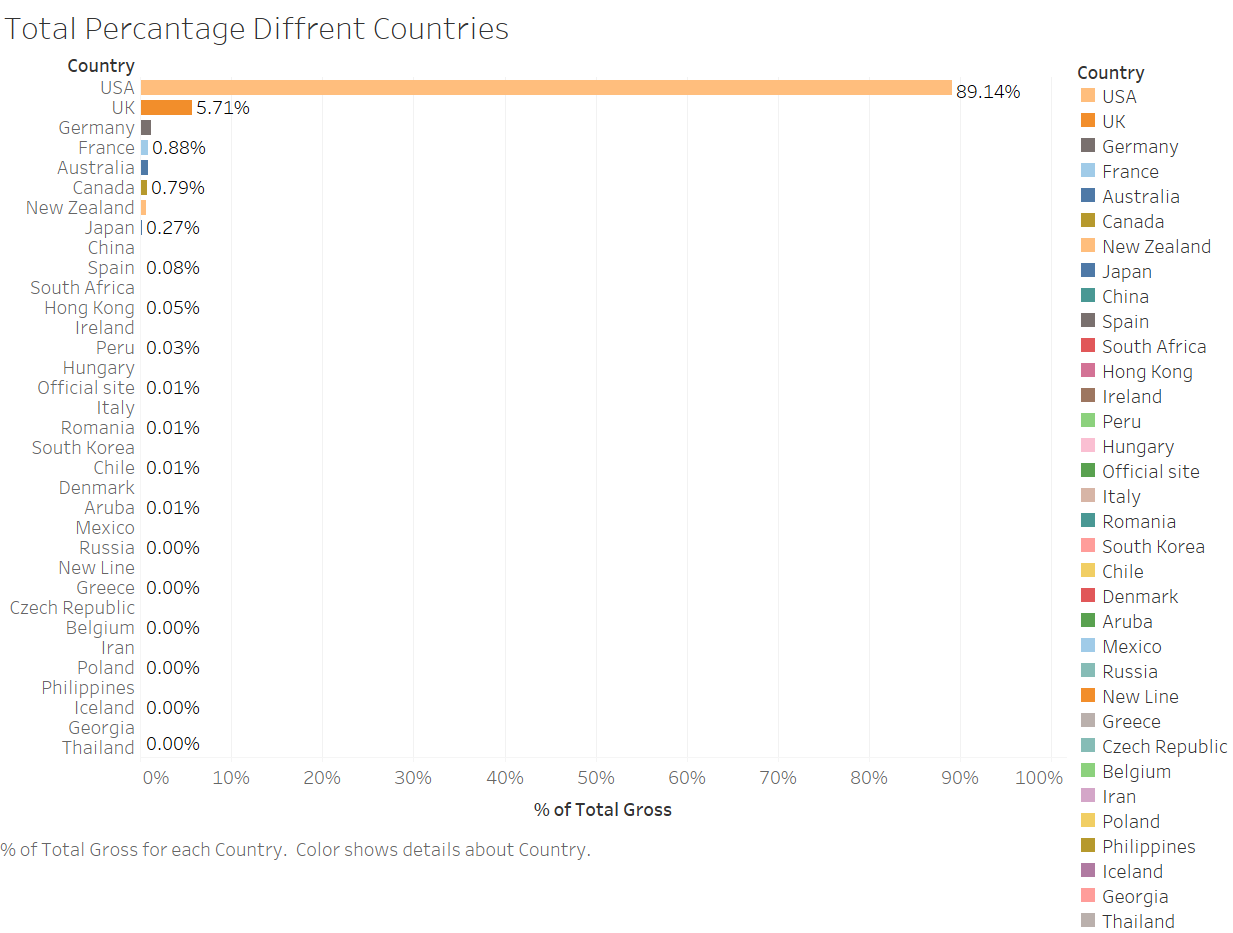 Total Percantage Diffrent Countries
Country
USA 89.14%
UK 5.71%
Germany
France 0.88%
Australia
Canada 0.79%
New Zealand
Japan 0.27%
China
Spain 0.08%
South Africa
Hong Kong 0.05%
Ireland
Peru 0.03%
Hungary
Official site 0.01%
Italy
Romania 0.01%
South Korea
Chile 0.01%
Denmark
Aruba 0.01%
Mexico
Russia 0.00%
New Line
Greece 0.00%
Czech Republic
Belgium 0.00%
Iran
Poland 0.00%
Philippines
Iceland 0.00%
Georgia
Thailand 0.00%
0% 10% 20% 30% 40% 50% 60% 70% 80% 90% 100%
% of Total Gross
% of Total Gross for each Country. Color shows details about Country.
Country
USA
UK
Germany
France
Australia
Canada
New Zealand
Japan
China
Spain
South Africa
Hong Kong
Ireland
Peru
Hungary
Official site
Italy
Romania
South Korea
Chile
Denmark
Aruba
Mexico
Russia
New Line
Greece
Czech Republic
Belgium
Iran
Poland
Philippines
Iceland
Georgia
Thailand